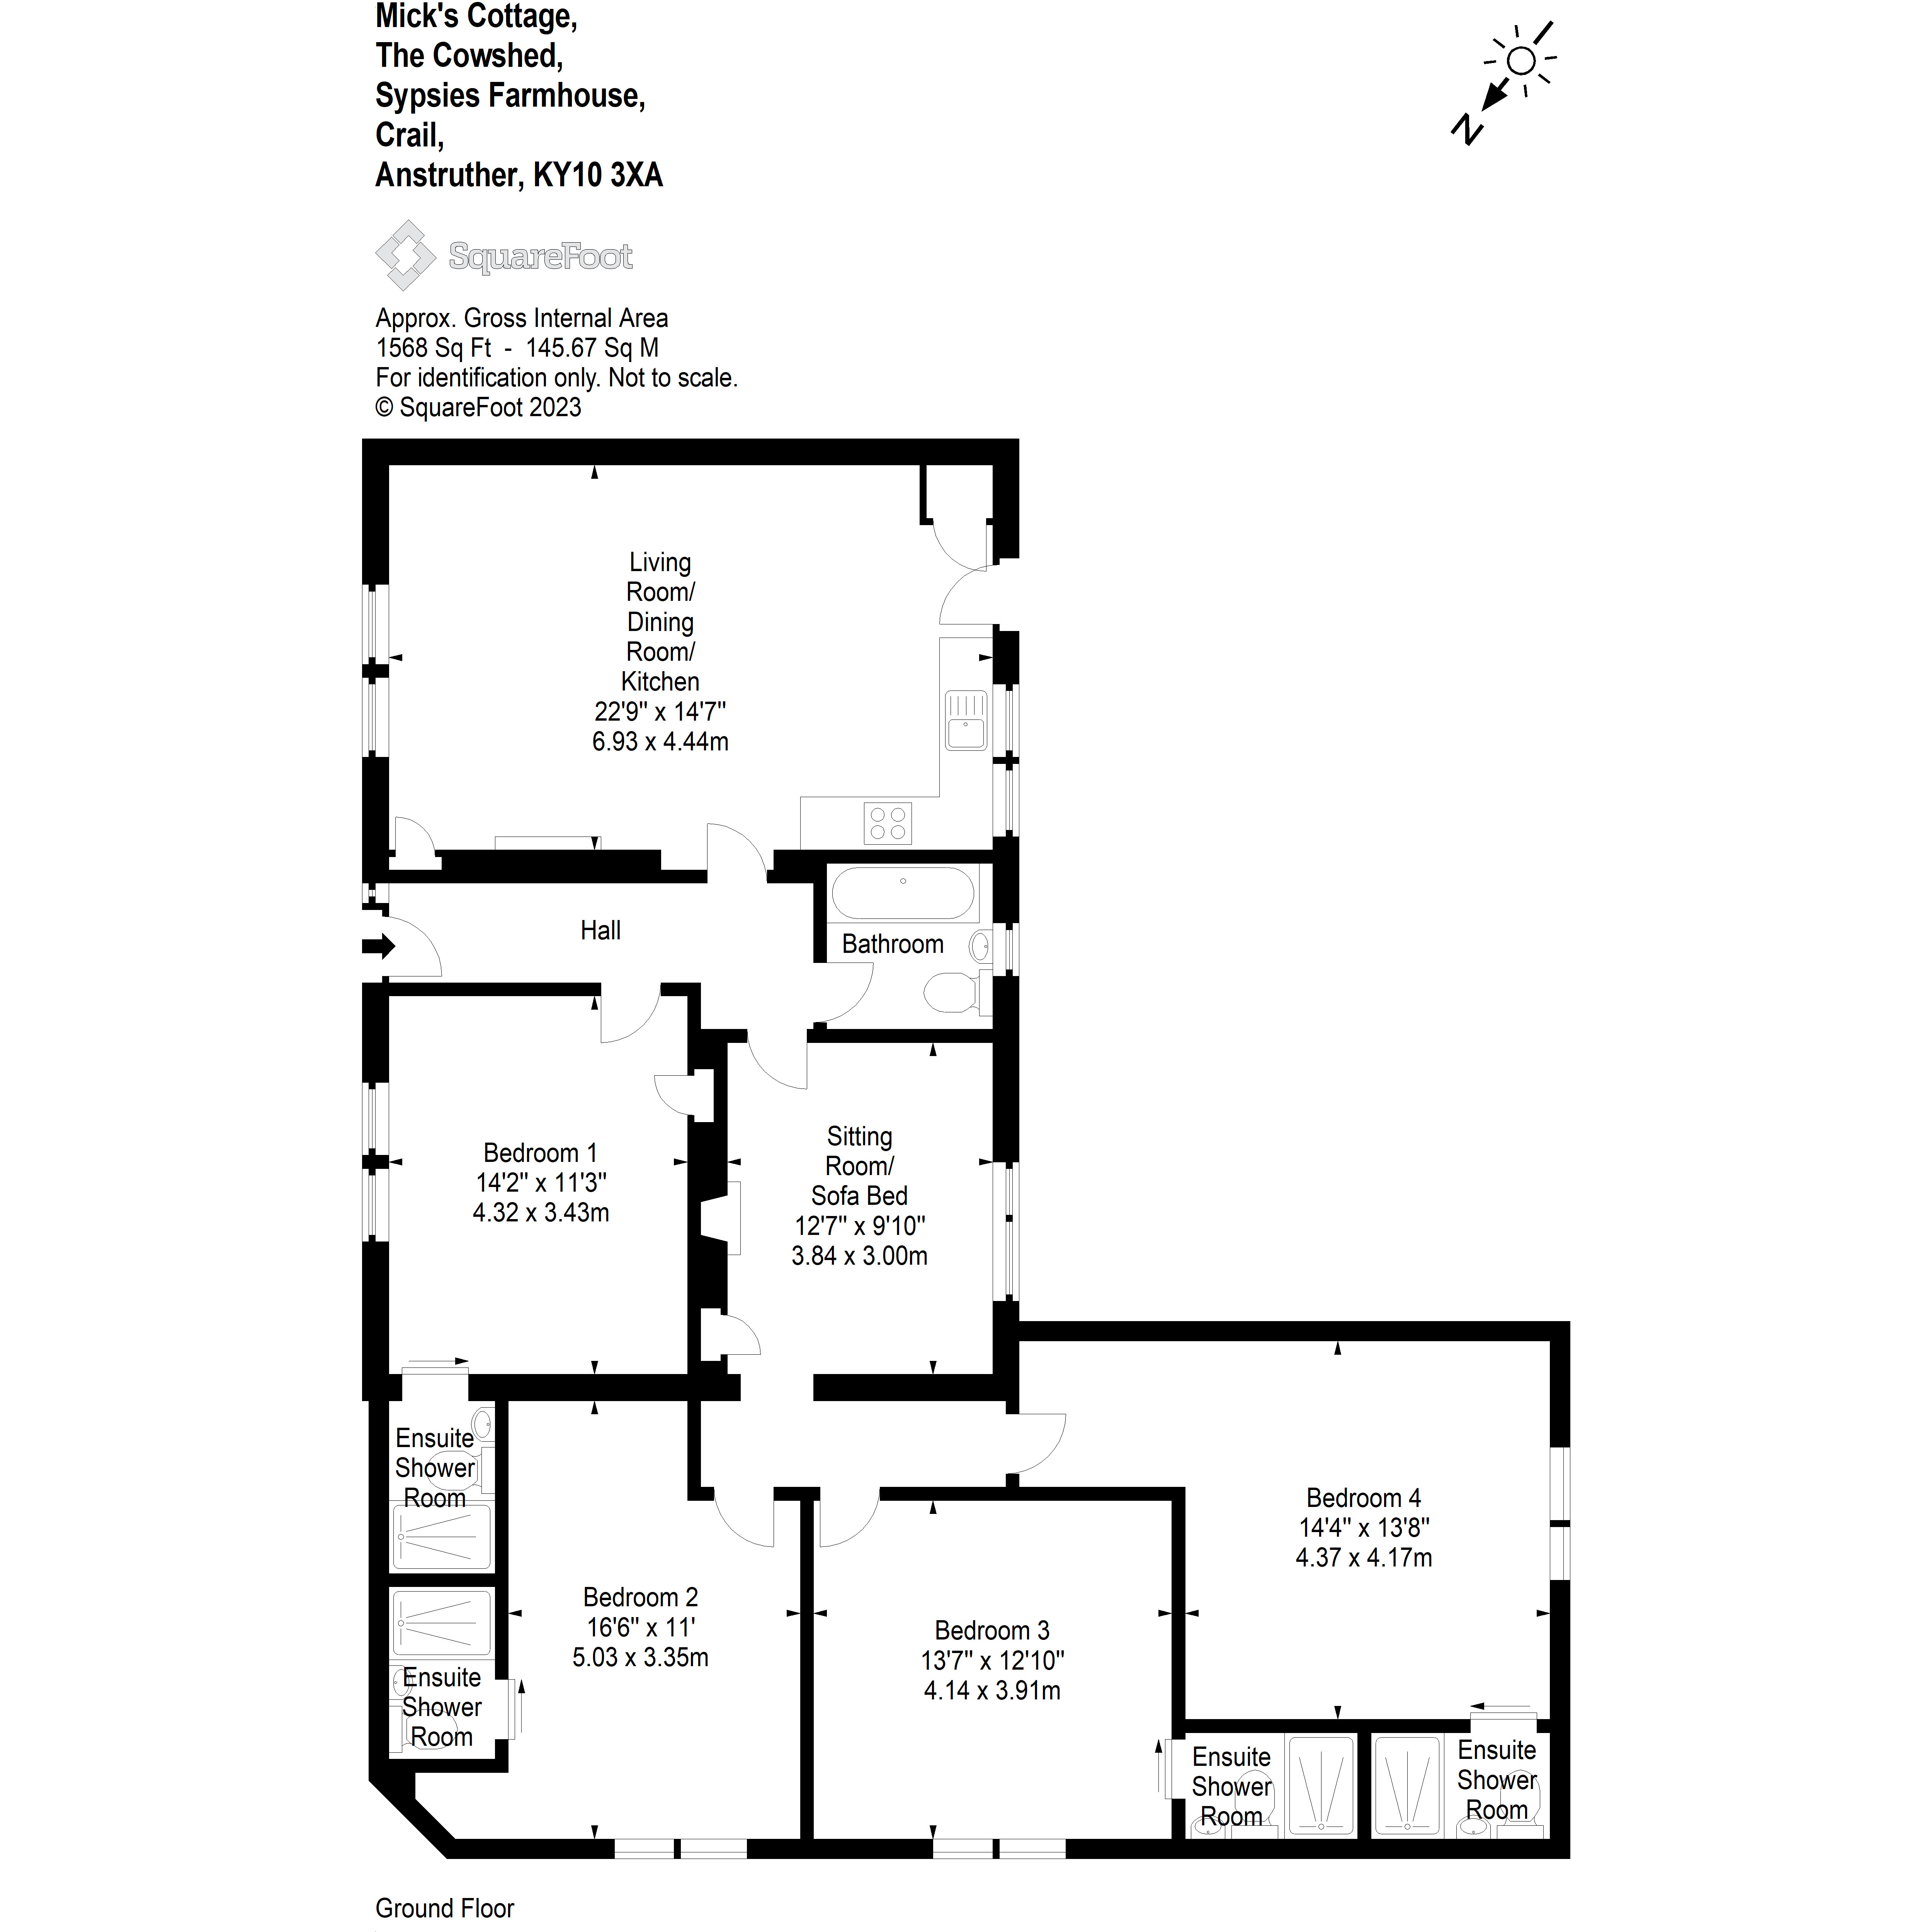 Mick's Cottage,
The Cowshed,
Sypsies Farmhouse,
Crail,
Anstruther, KY10 3XA
N
SquareFoot
Approx. Gross Internal Area
1568 Sq Ft - 145.67 Sq M
For identification only. Not to scale.
© SquareFoot 2023
Living
Room/
Dining
Room/
Kitchen
22'9" x 14'7"
6.93 x 4.44m
Hall
Bathroom
Bedroom 1
14'2" x 11'3"
4.32 x 3.43m
Sitting
Room/
Sofa Bed
12'7" x 9'10"
3.84 x 3.00m
Ensuite
Shower
Room
Bedroom 4
14'4" x 13'8"
4.37 x 4.17m
Bedroom 2
16'6" x 11'
5.03 x 3.35m
Bedroom 3
13'7" x 12'10"
4.14 x 3.91m
Ensuite
Shower
Room
Ensuite
Shower
Room
Ensuite
Shower
Room
Ground Floor